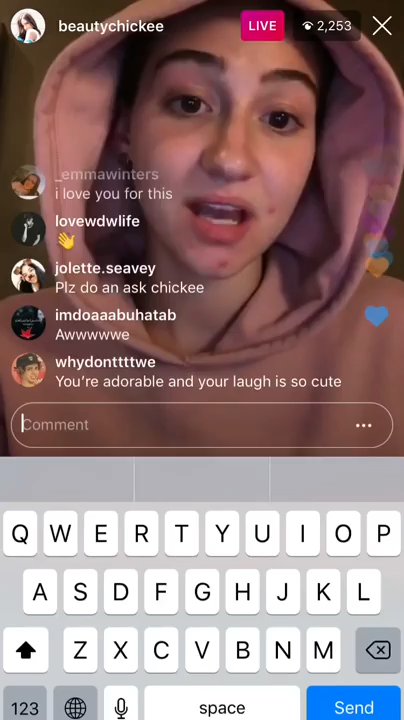 beautychickee LIVE 2,253
_emmawinters
i love you for this
lovewdwlife
👋
jolette.seavey
Plz do an ask chickee
imdoaaabuhatab
Awwwwwe
whydonttttwe
You’re adorable and your laugh is so cute
Comment
Q W E R T Y U I O P
A S D F G H J K L
Z X C V B N M
123 space Send